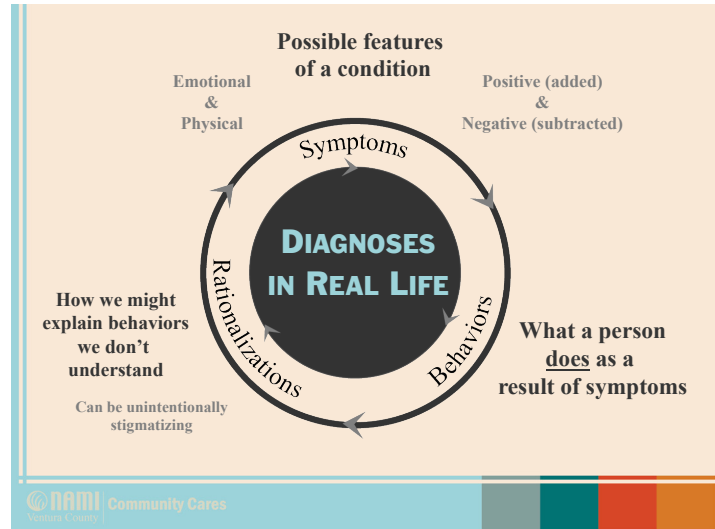 Possible features
of a condition
Emotional
&
Physical
Positive (added)
&
Negative (subtracted)
Symptoms
DIAGNOSES
IN REAL LIFE
Behaviors
Rationalizations
What a person
does as a
result of symptoms
How we might
explain behaviors
we don’t
understand
Can be unintentionally
stigmatizing
NAMI Community Cares
Ventura County